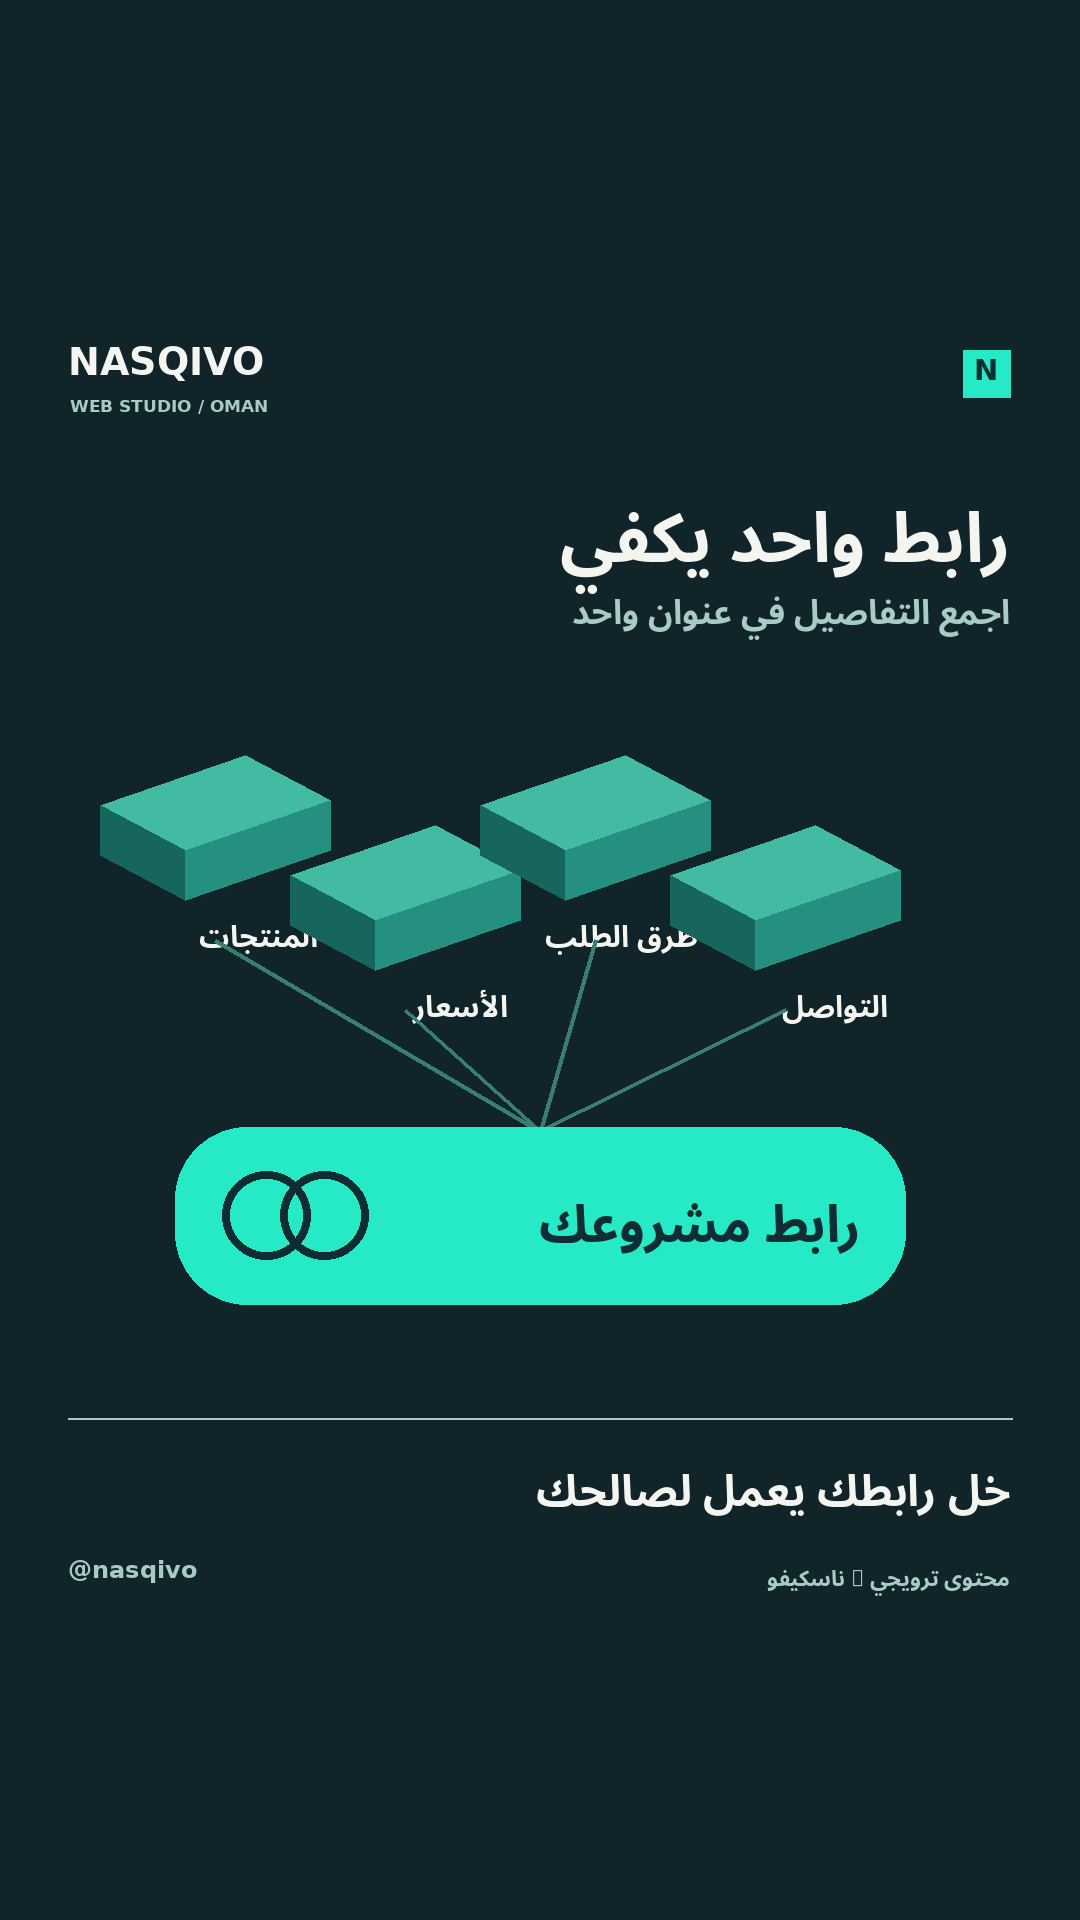 NASQIVO
N
WEB STUDIO / OMAN
رابط واحد يكفي
اجمع التفاصيل في عنوان واحد
المنتجات
طرق الطلب
الأسعار
التواصل
رابط مشروعك
خل رابطك يعمل لصالحك
@nasqivo
محتوى ترويجي ▯ ناسكيفو